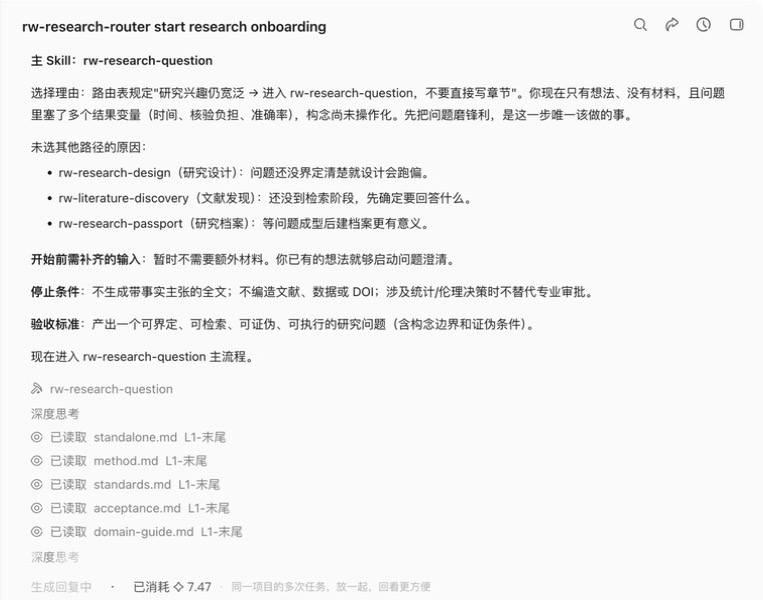 rw-research-router start research onboarding
主 Skill：rw-research-question
选择理由：路由表规定"研究兴趣仍宽泛 → 进入 rw-research-question，不要直接写章节"。你现在只有想法、没有材料，且问题
里塞了多个结果变量（时间、核验负担、准确率），构念尚未操作化。先把问题磨锋利，是这一步唯一该做的事。
未选其他路径的原因：
• rw-research-design（研究设计）：问题还没界定清楚就设计会跑偏。
• rw-literature-discovery（文献发现）：还没到检索阶段，先确定要回答什么。
• rw-research-passport（研究档案）：等问题成型后建档案更有意义。
开始前需补齐的输入：暂时不需要额外材料。你已有的想法就够启动问题澄清。
停止条件：不生成带事实主张的全文；不编造文献、数据或 DOI；涉及统计/伦理决策时不替代专业审批。
验收标准：产出一个可界定、可检索、可证伪、可执行的研究问题（含构念边界和证伪条件）。
现在进入 rw-research-question 主流程。
rw-research-question
深度思考
已读取 standalone.md L1-末尾
已读取 method.md L1-末尾
已读取 standards.md L1-末尾
已读取 acceptance.md L1-末尾
已读取 domain-guide.md L1-末尾
深度思考
生成回复中 · 已消耗 7.47 · 同一项目的多次任务，放一起，回看更方便